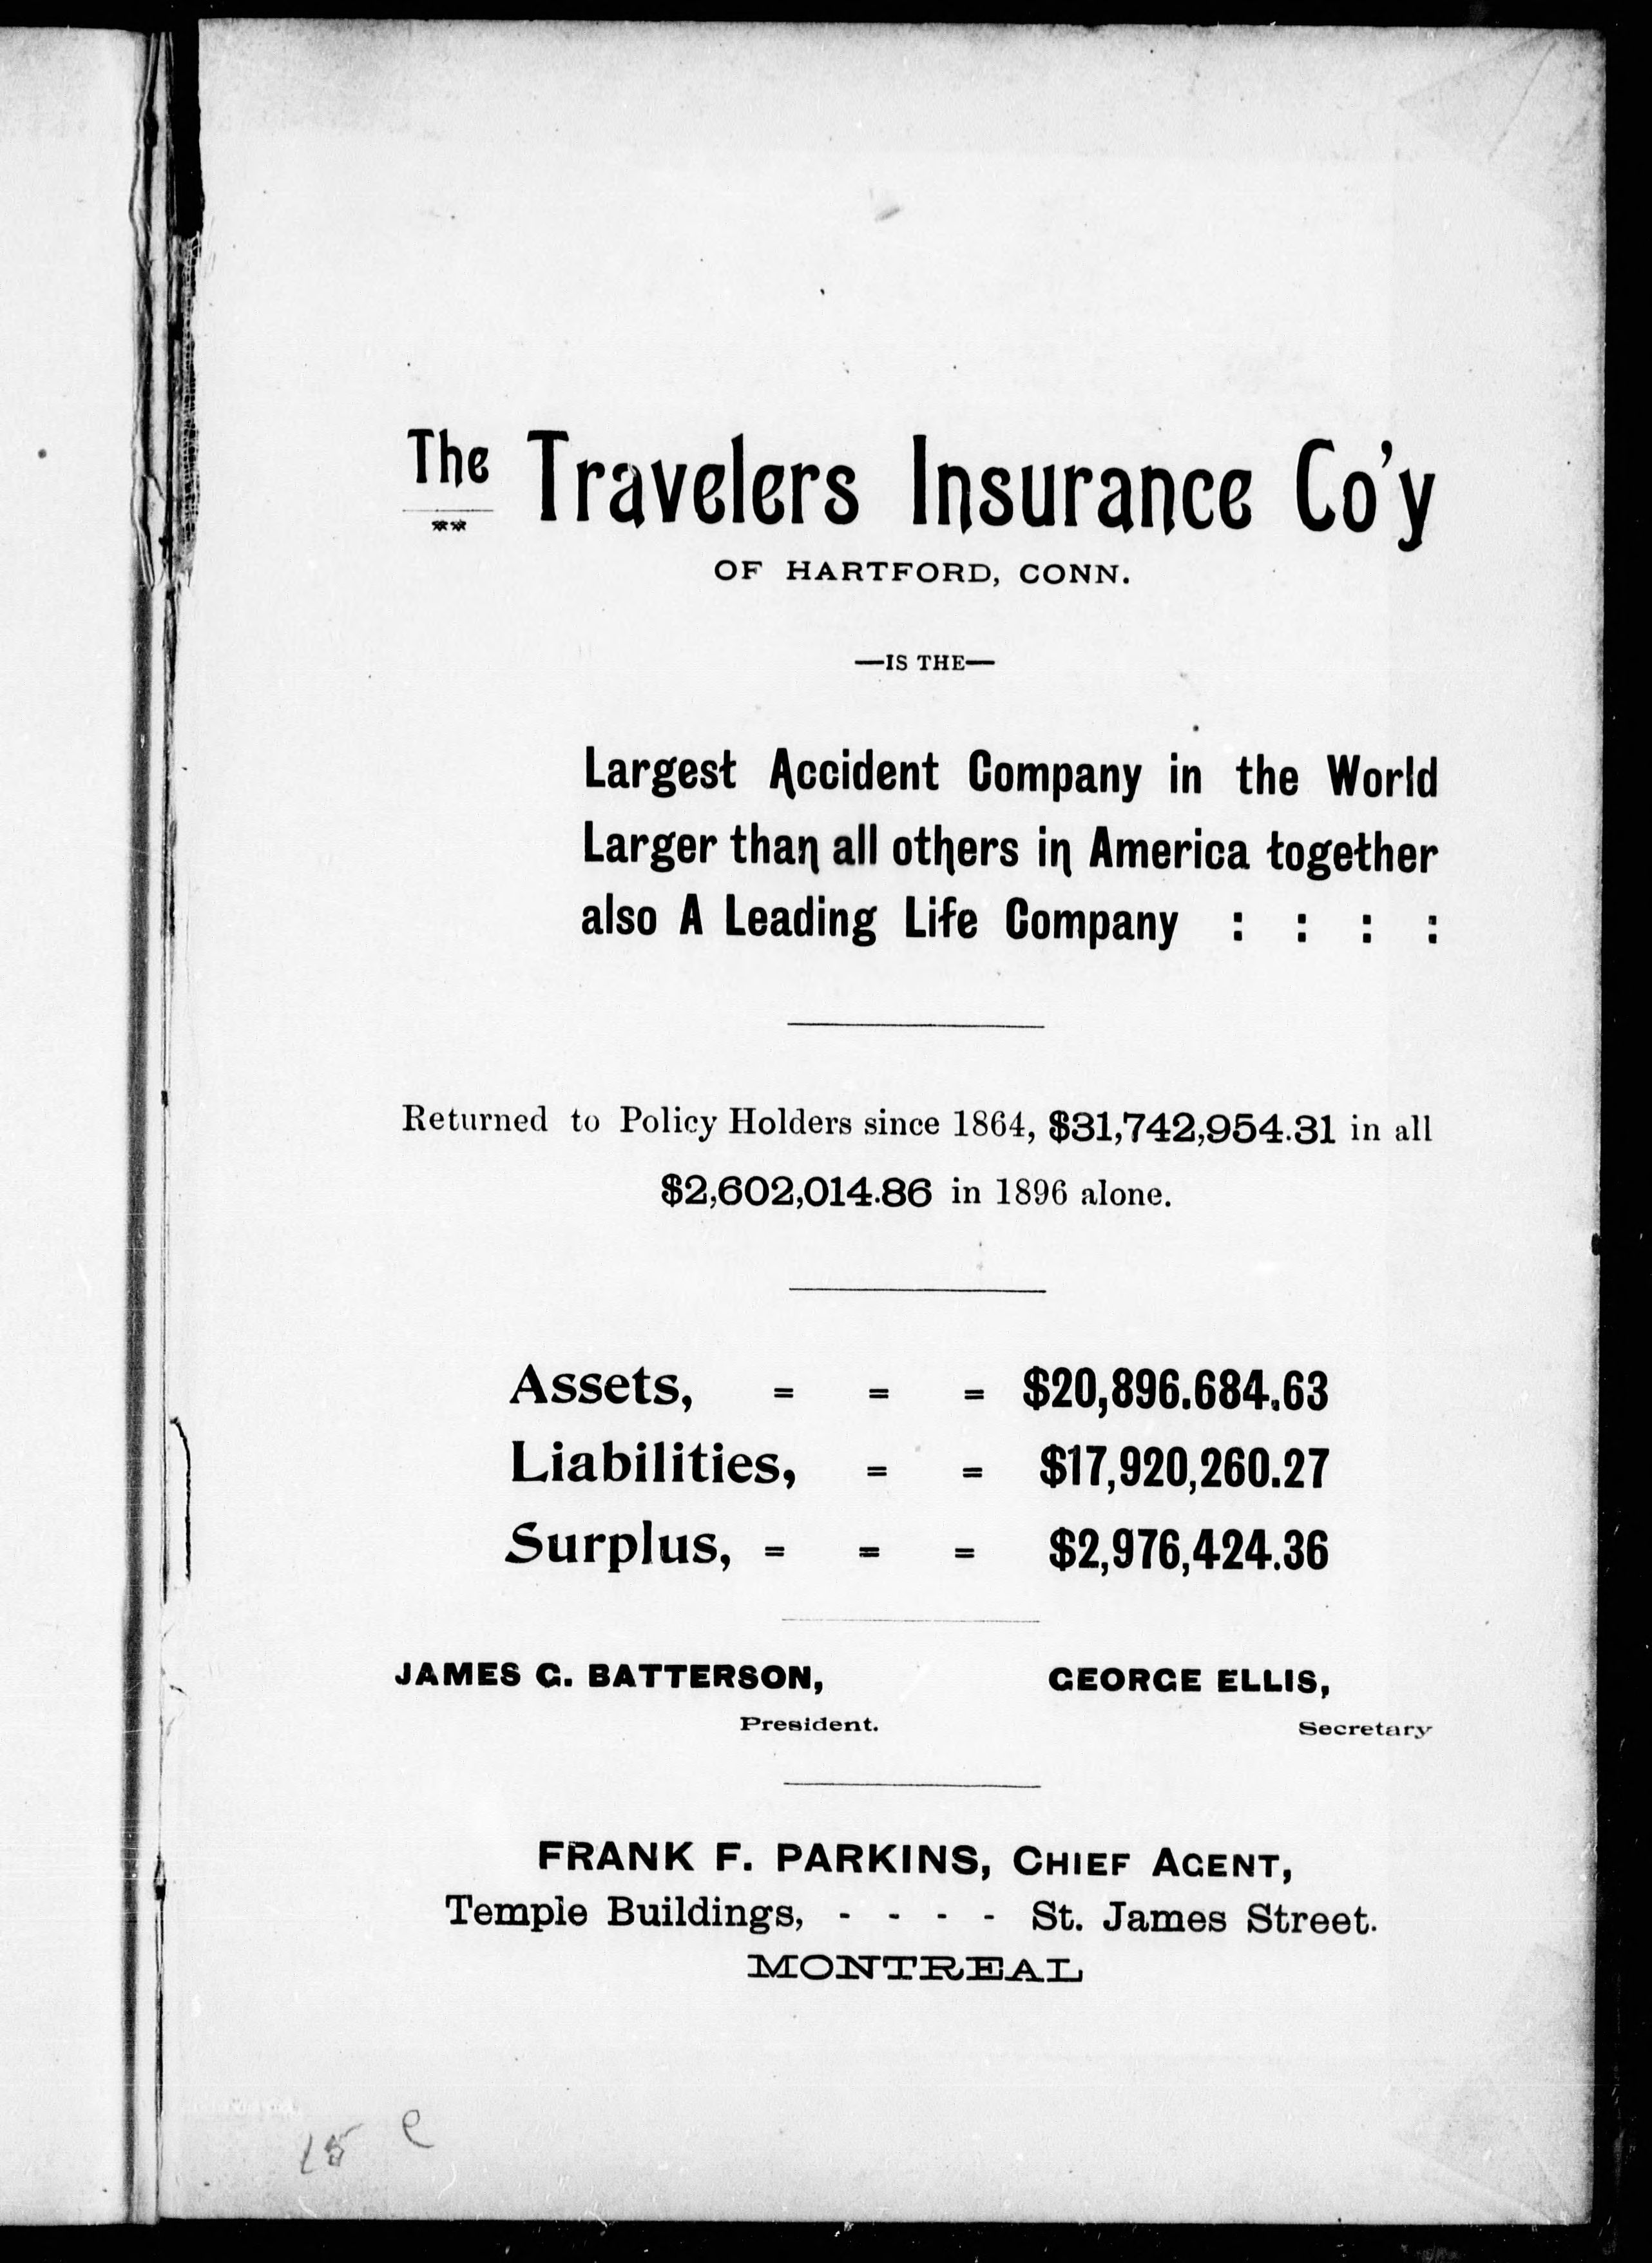 The Travelers Insurance Co'y
OF HARTFORD, CONN.
—IS THE—
Largest Accident Company in the World
Larger than all others in America together
also A Leading Life Company : : : :
Returned to Policy Holders since 1864, $31,742,954.31 in all
$2,602,014.86 in 1896 alone.
Assets, = = = $20,896.684.63
Liabilities, = = $17,920,260.27
Surplus, = = = $2,976,424.36
JAMES G. BATTERSON, GEORGE ELLIS,
President. Secretary
FRANK F. PARKINS, CHIEF AGENT,
Temple Buildings, - - - - St. James Street.
MONTREAL
15 e